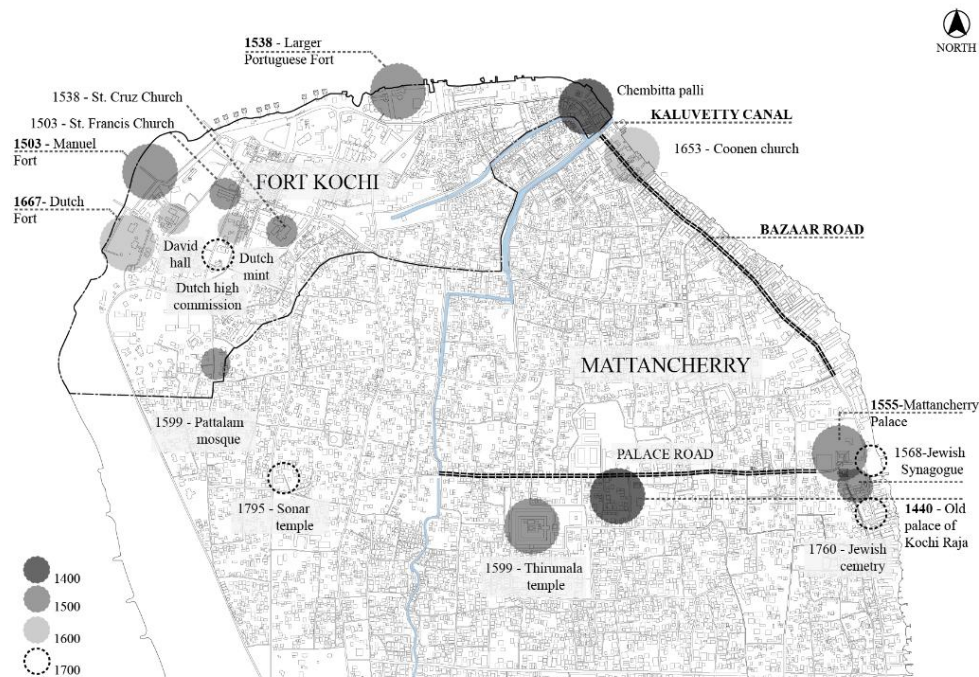 NORTH
1538 - Larger
Portuguese Fort
1538 - St. Cruz Church
1503 - St. Francis Church
1503 - Manuel
Fort
1667- Dutch
Fort
FORT KOCHI
David
hall
Dutch
mint
Dutch high
commission
Chembitta palli
KALUVETTY CANAL
1653 - Coonen church
BAZAAR ROAD
MATTANCHERRY
1599 - Pattalam
mosque
1795 - Sonar
temple
PALACE ROAD
1599 - Thirumala
temple
1555-Mattancherry
Palace
1568-Jewish
Synagogue
1440 - Old
palace of
Kochi Raja
1760 - Jewish
cemetry
1400
1500
1600
1700